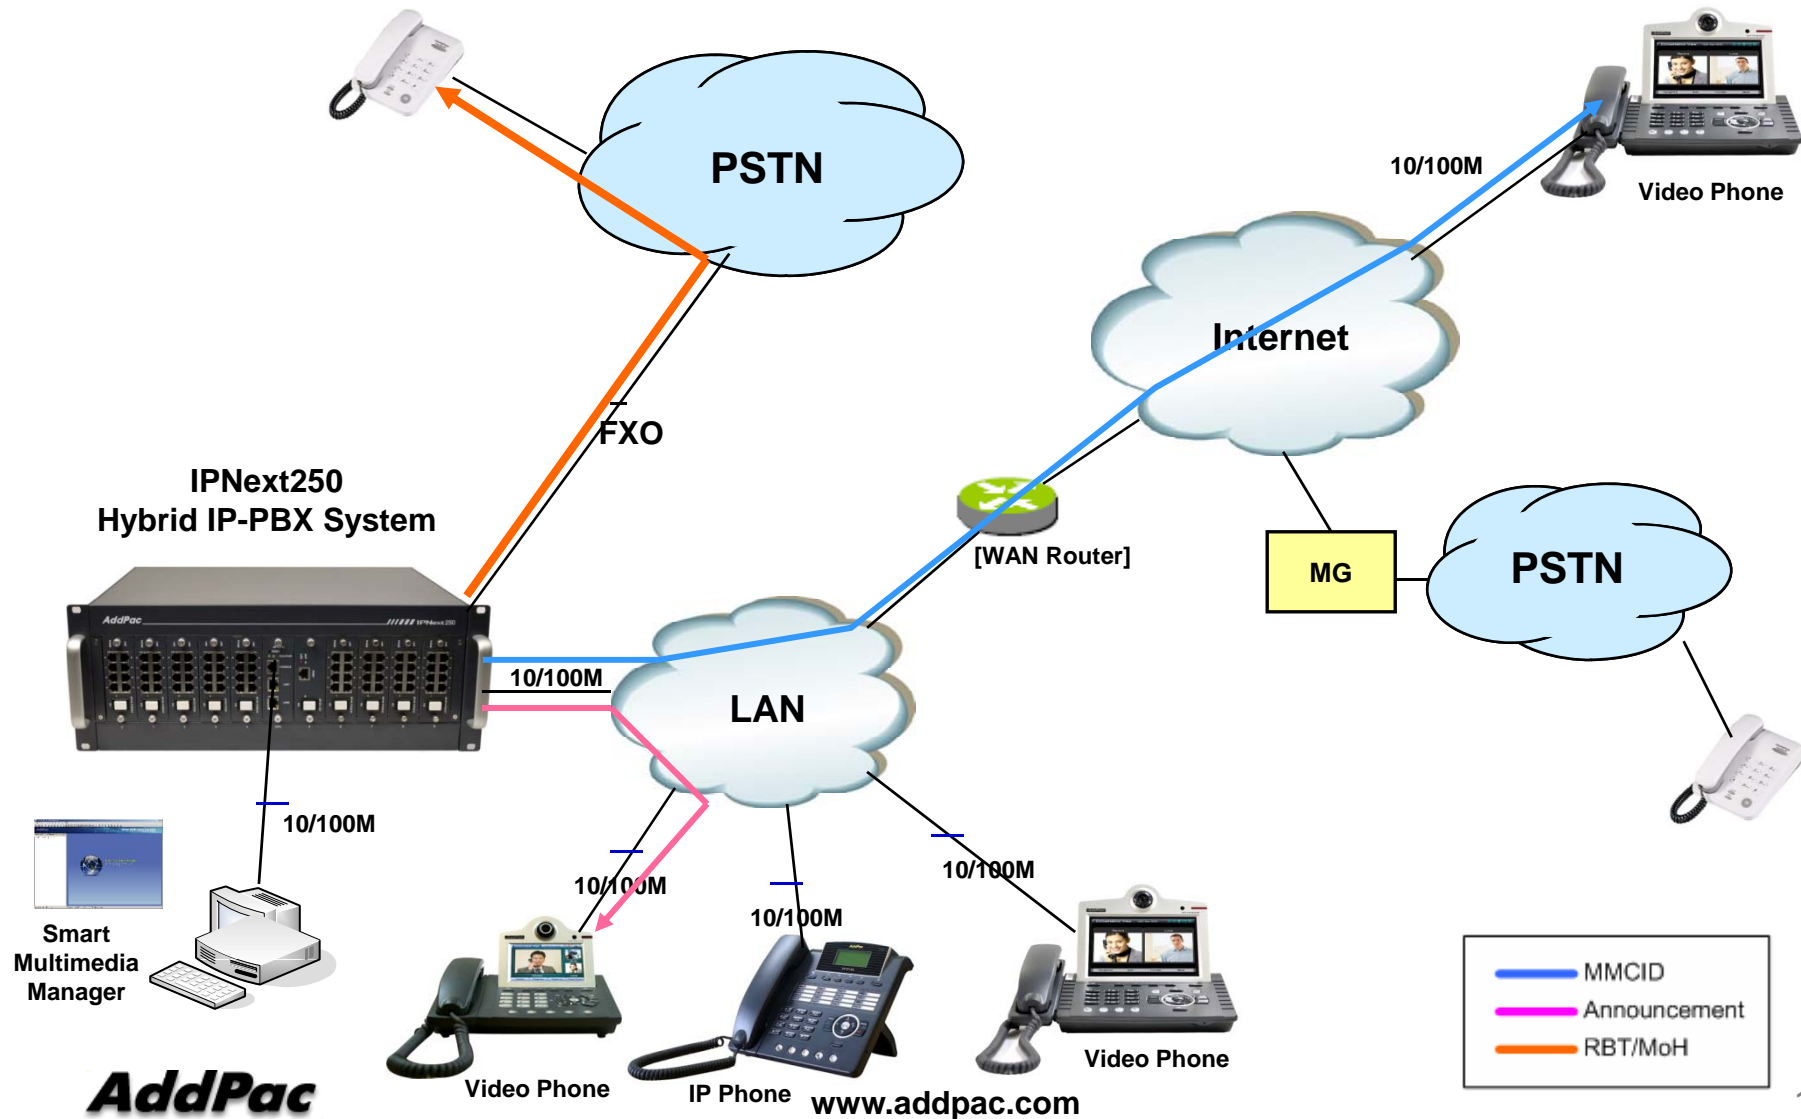 PSTN
10/100M
Video Phone
Internet
FXO
IPNext250
Hybrid IP-PBX System
[WAN Router]
MG
PSTN
AddPac
IPNext250
10/100M
LAN
10/100M
10/100M
10/100M
10/100M
Smart
Multimedia
Manager
Video Phone
IP Phone
Video Phone
MMCID
Announcement
RBT/MoH
AddPac
www.addpac.com